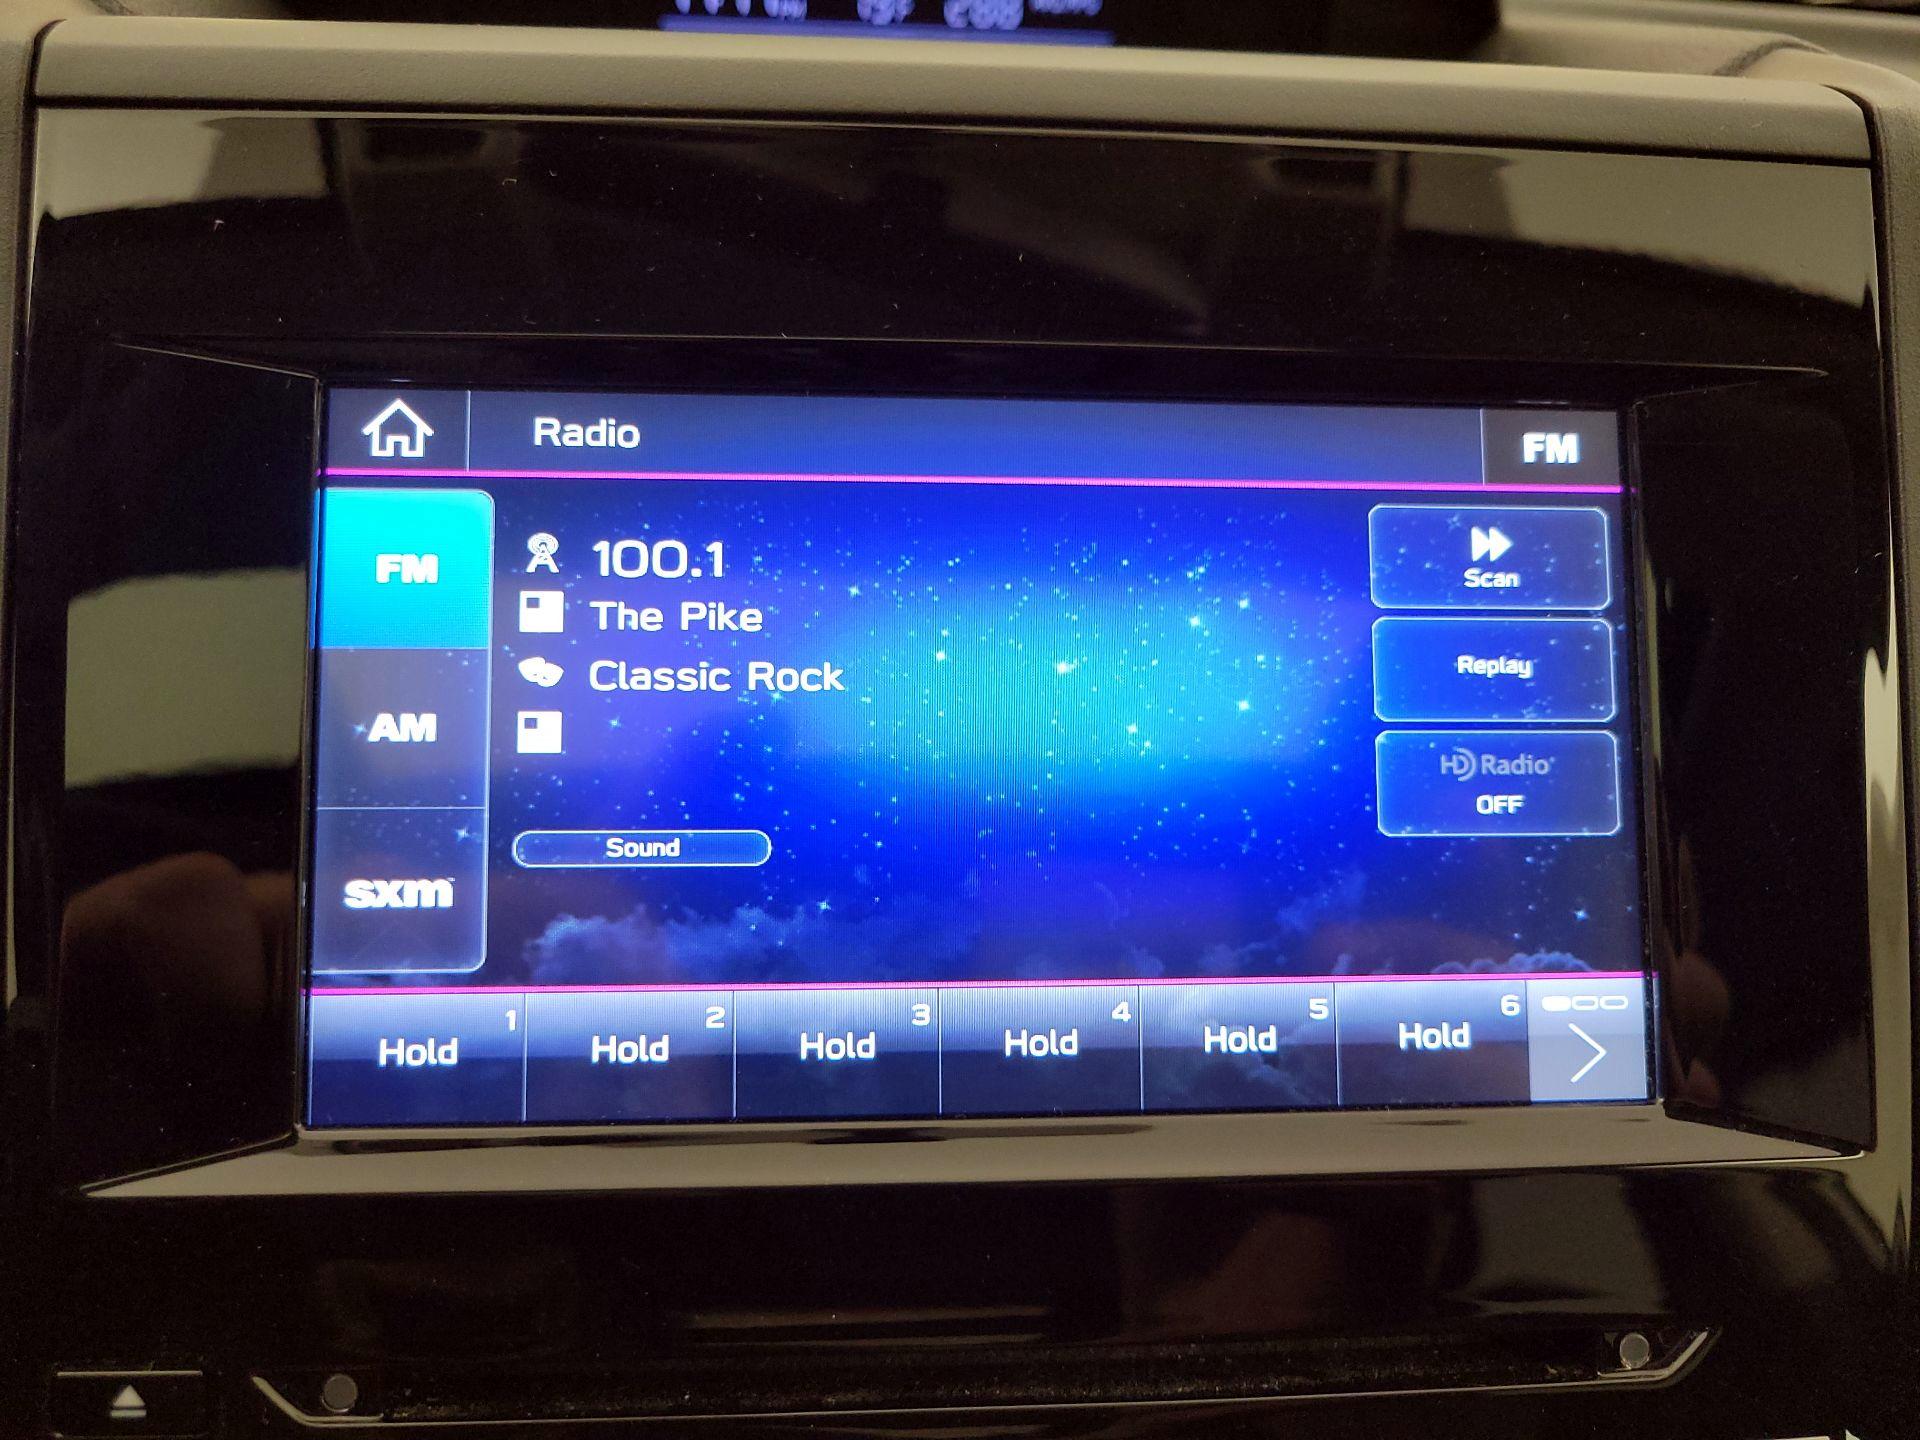 Radio
FM
FM
100.1
Scan
The Pike
Replay
Classic Rock
AM
HD Radio
OFF
Sound
sxm
1
2
3
4
5
6
Hold
Hold
Hold
Hold
Hold
Hold